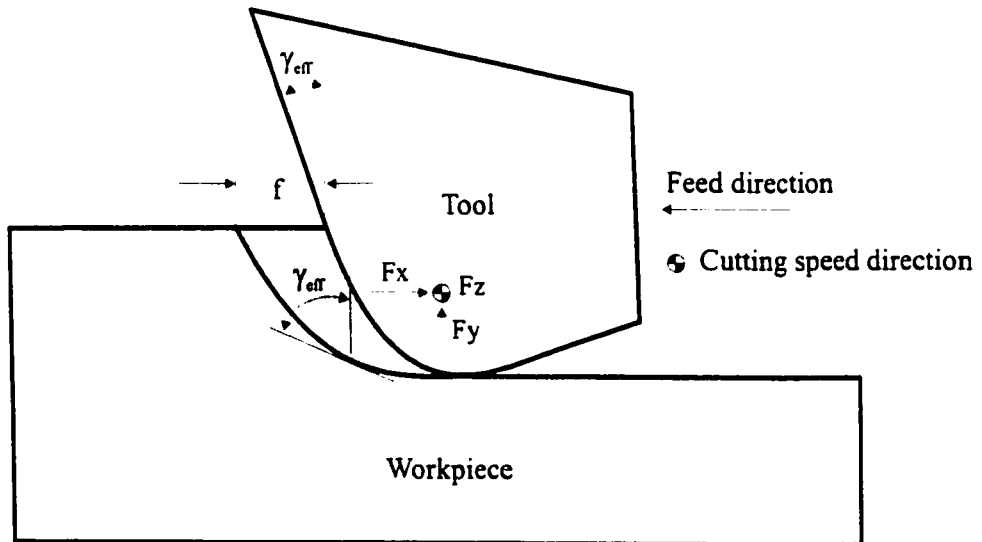 γeff
f
Tool
Feed direction
Cutting speed direction
γeff
Fx
Fz
Fy
Workpiece